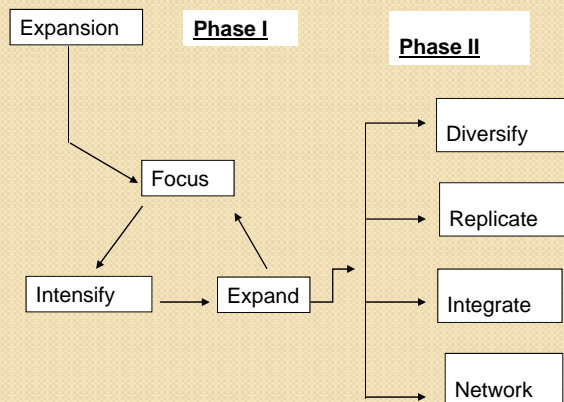 Expansion
Phase I
Phase II
Diversify
Focus
Replicate
Intensify
Expand
Integrate
Network